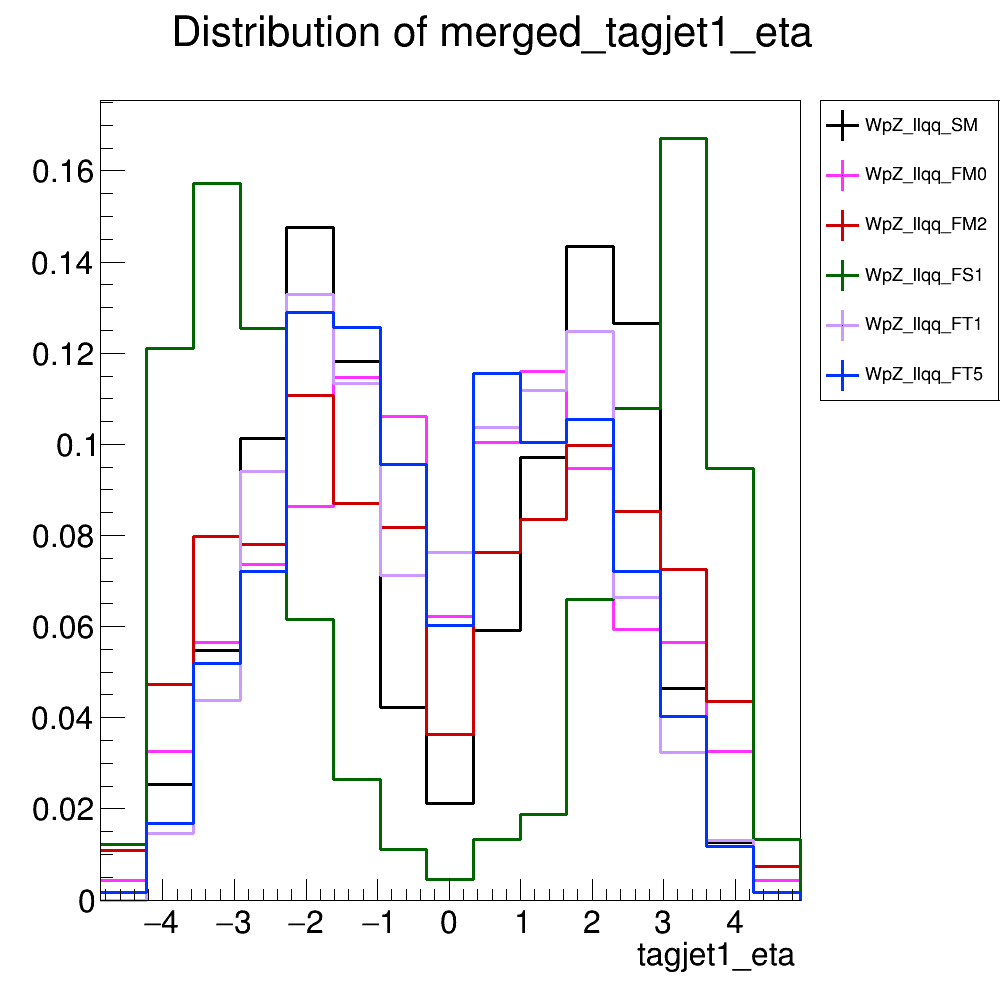 Distribution of merged_tagjet1_eta
WpZ_llqq_SM
WpZ_llqq_FM0
WpZ_llqq_FM2
WpZ_llqq_FS1
WpZ_llqq_FT1
WpZ_llqq_FT5
0.16
0.14
0.12
0.1
0.08
0.06
0.04
0.02
0
−4 −3 −2 −1 0 1 2 3 4
tagjet1_eta